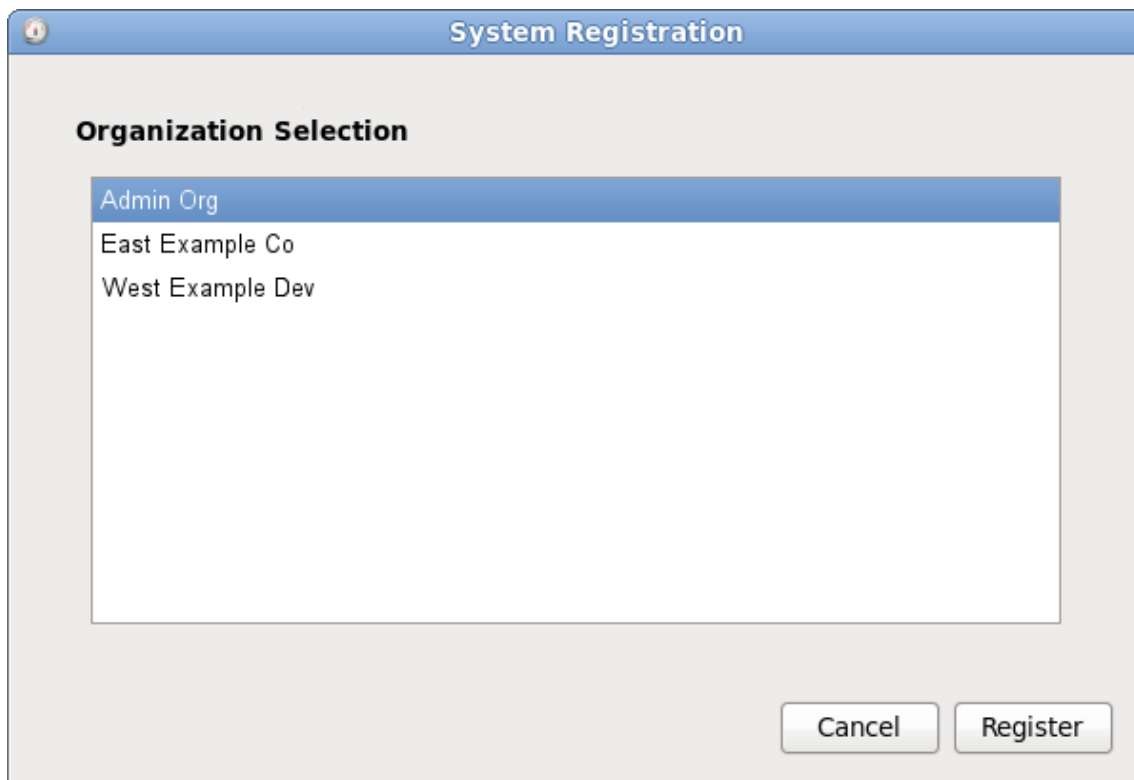 System Registration
Organization Selection
Admin Org
East Example Co
West Example Dev
Cancel
Register